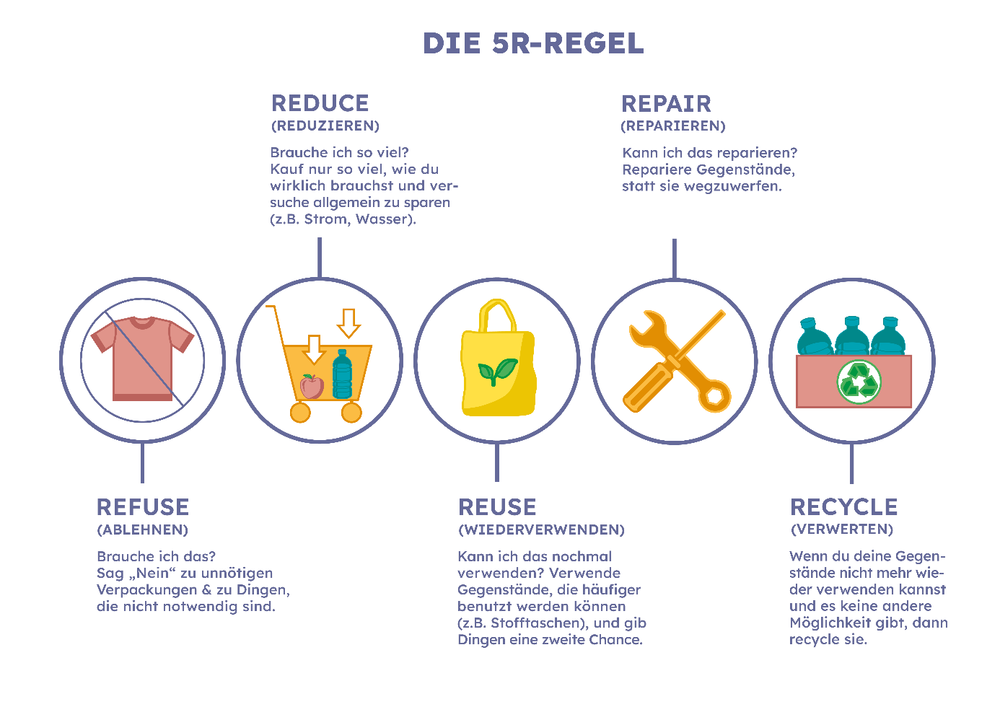 DIE 5R-REGEL
REDUCE
(REDUZIEREN)
Brauche ich so viel?
Kauf nur so viel, wie du
wirklich brauchst und ver-
suche allgemein zu sparen
(z.B. Strom, Wasser).
REPAIR
(REPARIEREN)
Kann ich das reparieren?
Repariere Gegenstände,
statt sie wegzuwerfen.
REFUSE
(ABLEHNEN)
Brauche ich das?
Sag „Nein“ zu unnötigen
Verpackungen & zu Dingen,
die nicht notwendig sind.
REUSE
(WIEDERVERWENDEN)
Kann ich das nochmal
verwenden? Verwende
Gegenstände, die häufiger
benutzt werden können
(z.B. Stofftaschen), und gib
Dingen eine zweite Chance.
RECYCLE
(VERWERTEN)
Wenn du deine Gegen-
stände nicht mehr wie-
der verwenden kannst
und es keine andere
Möglichkeit gibt, dann
recycle sie.